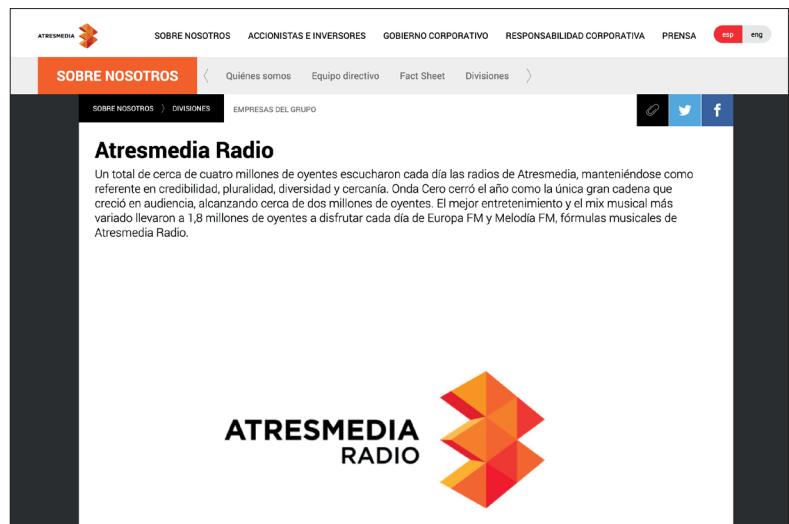 ATRESMEDIA
SOBRE NOSOTROS ACCIONISTAS E INVERSORES GOBIERNO CORPORATIVO RESPONSABILIDAD CORPORATIVA PRENSA esp eng
SOBRE NOSOTROS 〈 Quiénes somos Equipo directivo Fact Sheet Divisiones 〉
SOBRE NOSOTROS 〉 DIVISIONES EMPRESAS DEL GRUPO
Atresmedia Radio
Un total de cerca de cuatro millones de oyentes escucharon cada día las radios de Atresmedia, manteniéndose como
referente en credibilidad, pluralidad, diversidad y cercanía. Onda Cero cerró el año como la única gran cadena que
creció en audiencia, alcanzando cerca de dos millones de oyentes. El mejor entretenimiento y el mix musical más
variado llevaron a 1,8 millones de oyentes a disfrutar cada día de Europa FM y Melodía FM, fórmulas musicales de
Atresmedia Radio.
ATRESMEDIA
RADIO